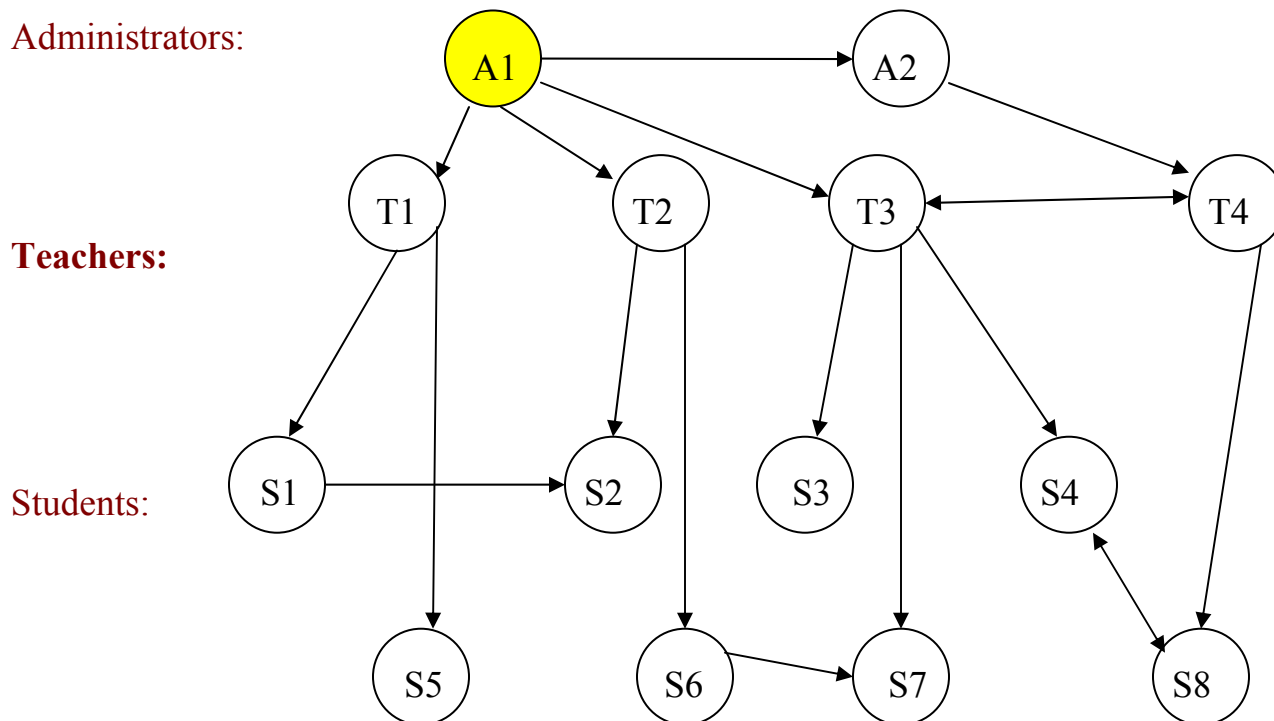 Administrators:
A1
A2
T1
T2
T3
T4
Teachers:
S1
S2
S3
S4
Students:
S5
S6
S7
S8